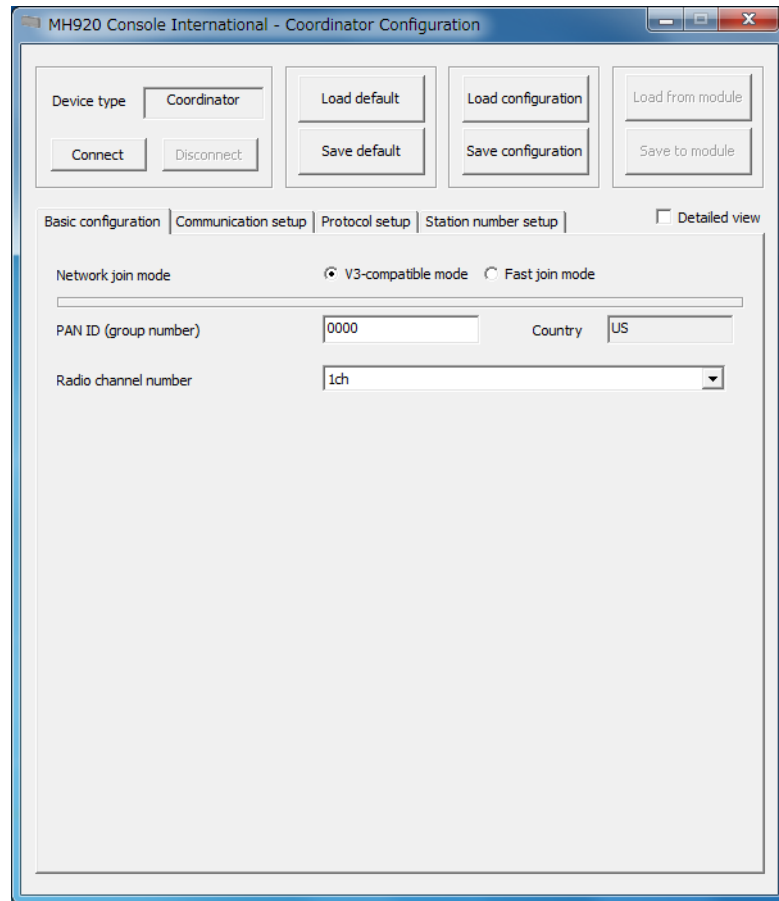 MH920 Console International - Coordinator Configuration
Device type Coordinator
Connect Disconnect
Load default
Save default
Load configuration
Save configuration
Load from module
Save to module
Basic configuration Communication setup Protocol setup Station number setup
Detailed view
Network join mode V3-compatible mode Fast join mode
PAN ID (group number) 0000 Country US
Radio channel number 1ch